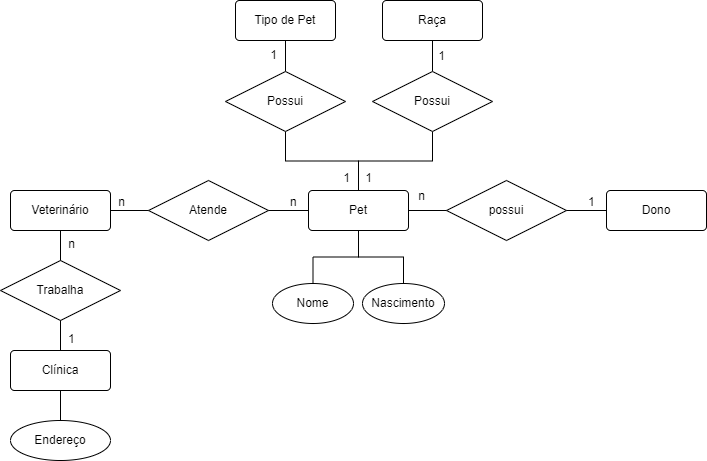 Tipo de Pet
Raça
1
1
Possui
Possui
1
1
Veterinário
n
Atende
n
Pet
n
possui
1
Dono
n
Trabalha
Nome
Nascimento
1
Clínica
Endereço